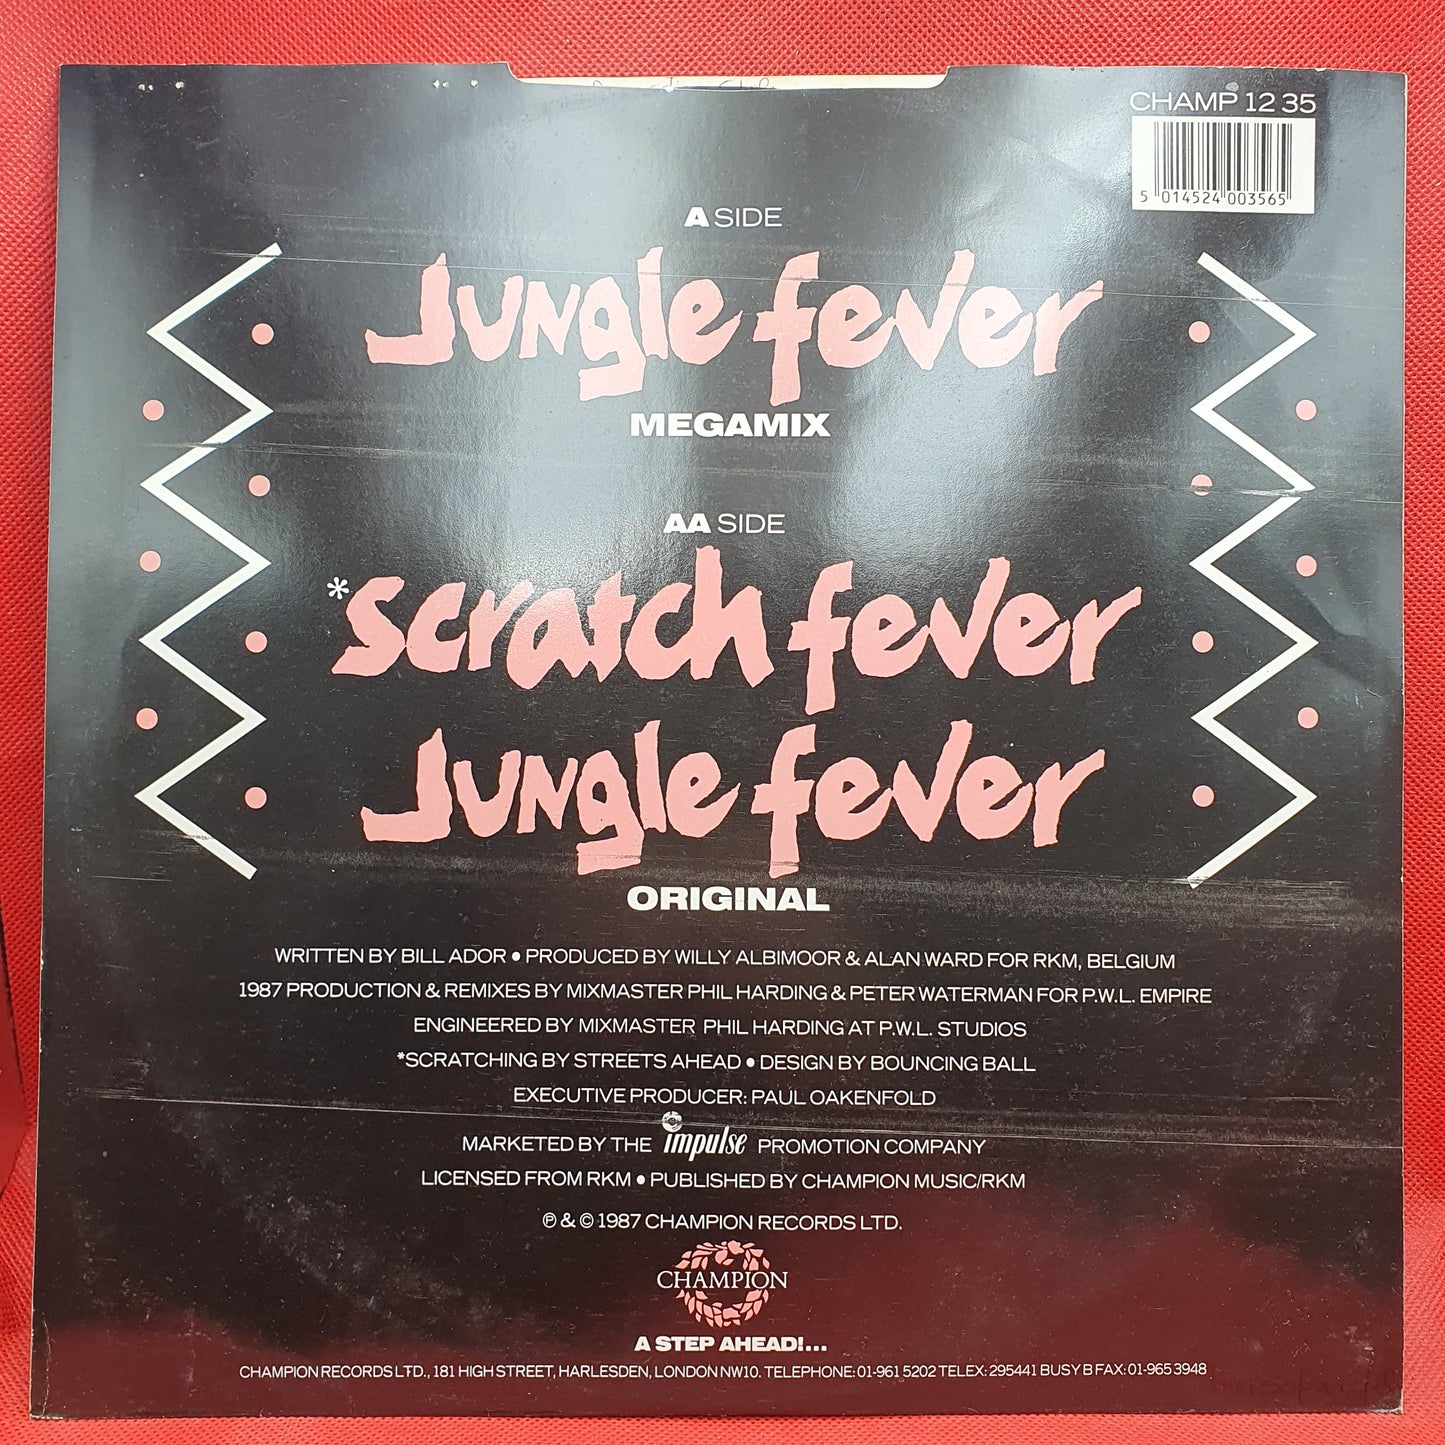 CHAMP 12 35
5 014524 003565
A SIDE
Jungle fever
MEGAMIX
AA SIDE
*scratch fever
Jungle fever
ORIGINAL
WRITTEN BY BILL ADOR • PRODUCED BY WILLY ALBIMOOR & ALAN WARD FOR RKM, BELGIUM
1987 PRODUCTION & REMIXES BY MIXMASTER PHIL HARDING & PETER WATERMAN FOR P.W.L. EMPIRE
ENGINEERED BY MIXMASTER PHIL HARDING AT P.W.L. STUDIOS
*SCRATCHING BY STREETS AHEAD • DESIGN BY BOUNCING BALL
EXECUTIVE PRODUCER: PAUL OAKENFOLD
MARKETED BY THE impulse PROMOTION COMPANY
LICENSED FROM RKM • PUBLISHED BY CHAMPION MUSIC/RKM
℗ & © 1987 CHAMPION RECORDS LTD.
CHAMPION
A STEP AHEAD!...
CHAMPION RECORDS LTD., 181 HIGH STREET, HARLESDEN, LONDON NW10. TELEPHONE: 01-961 5202 TELEX: 295441 BUSY B FAX: 01-965 3948